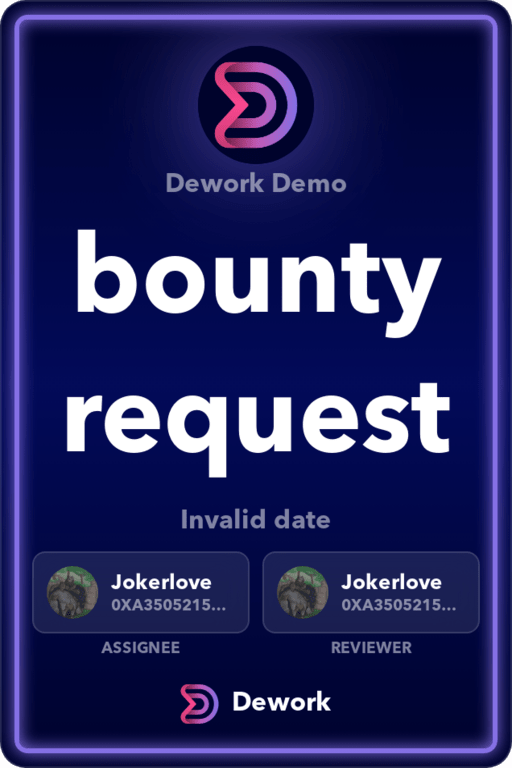 Dework Demo
bounty
request
Invalid date
Jokerlove
0XA3505215...
ASSIGNEE
Jokerlove
0XA3505215...
REVIEWER
Dework